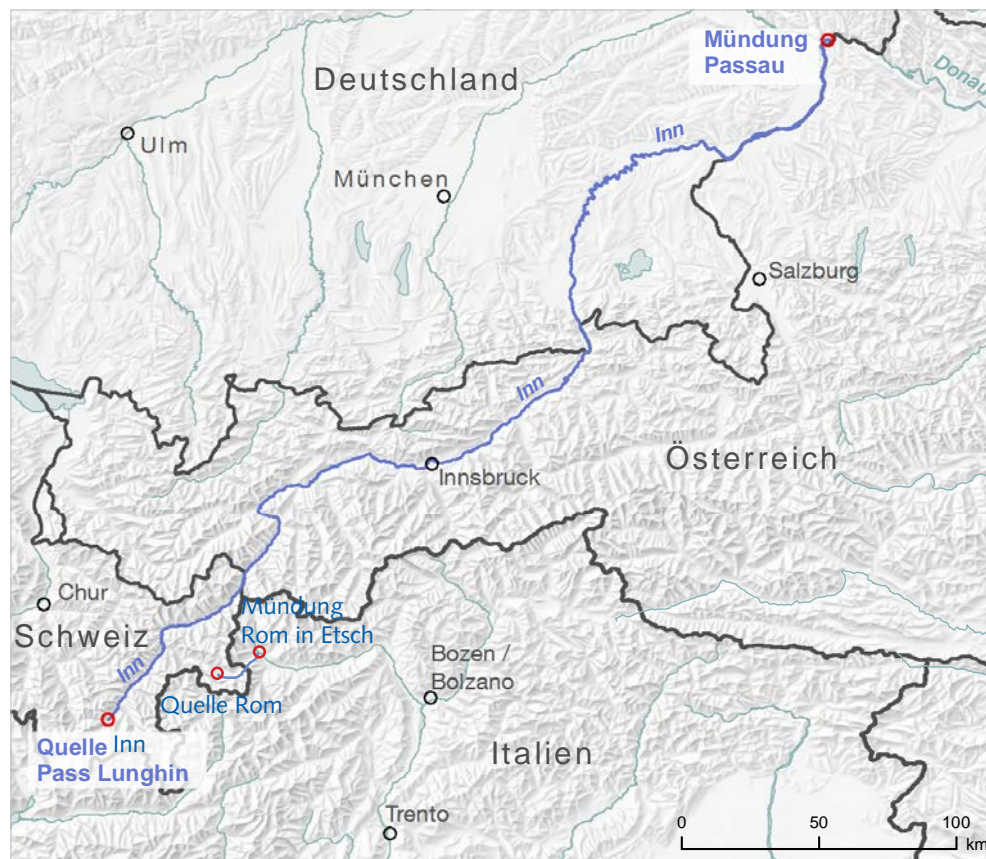 Mündung
Passau
Deutschland
Donau
Inn
Ulm
München
Salzburg
Inn
Österreich
Innsbruck
Chur
Mündung
Rom in Etsch
Schweiz
Inn
Bozen /
Bolzano
Quelle Rom
Quelle Inn
Pass Lunghin
Italien
Trento
0 50 100
km